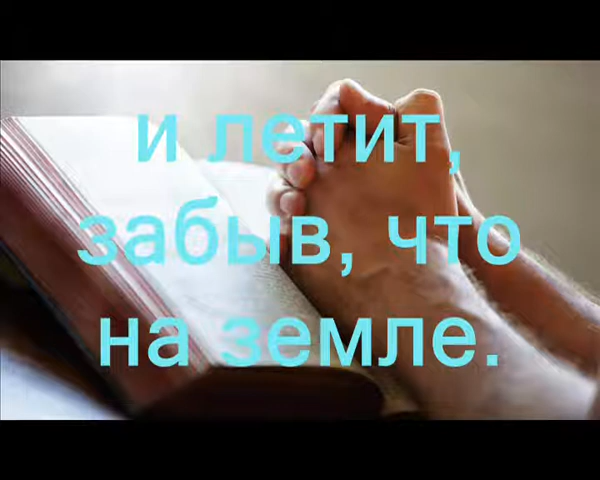 и летит,
забыв, что
на земле.